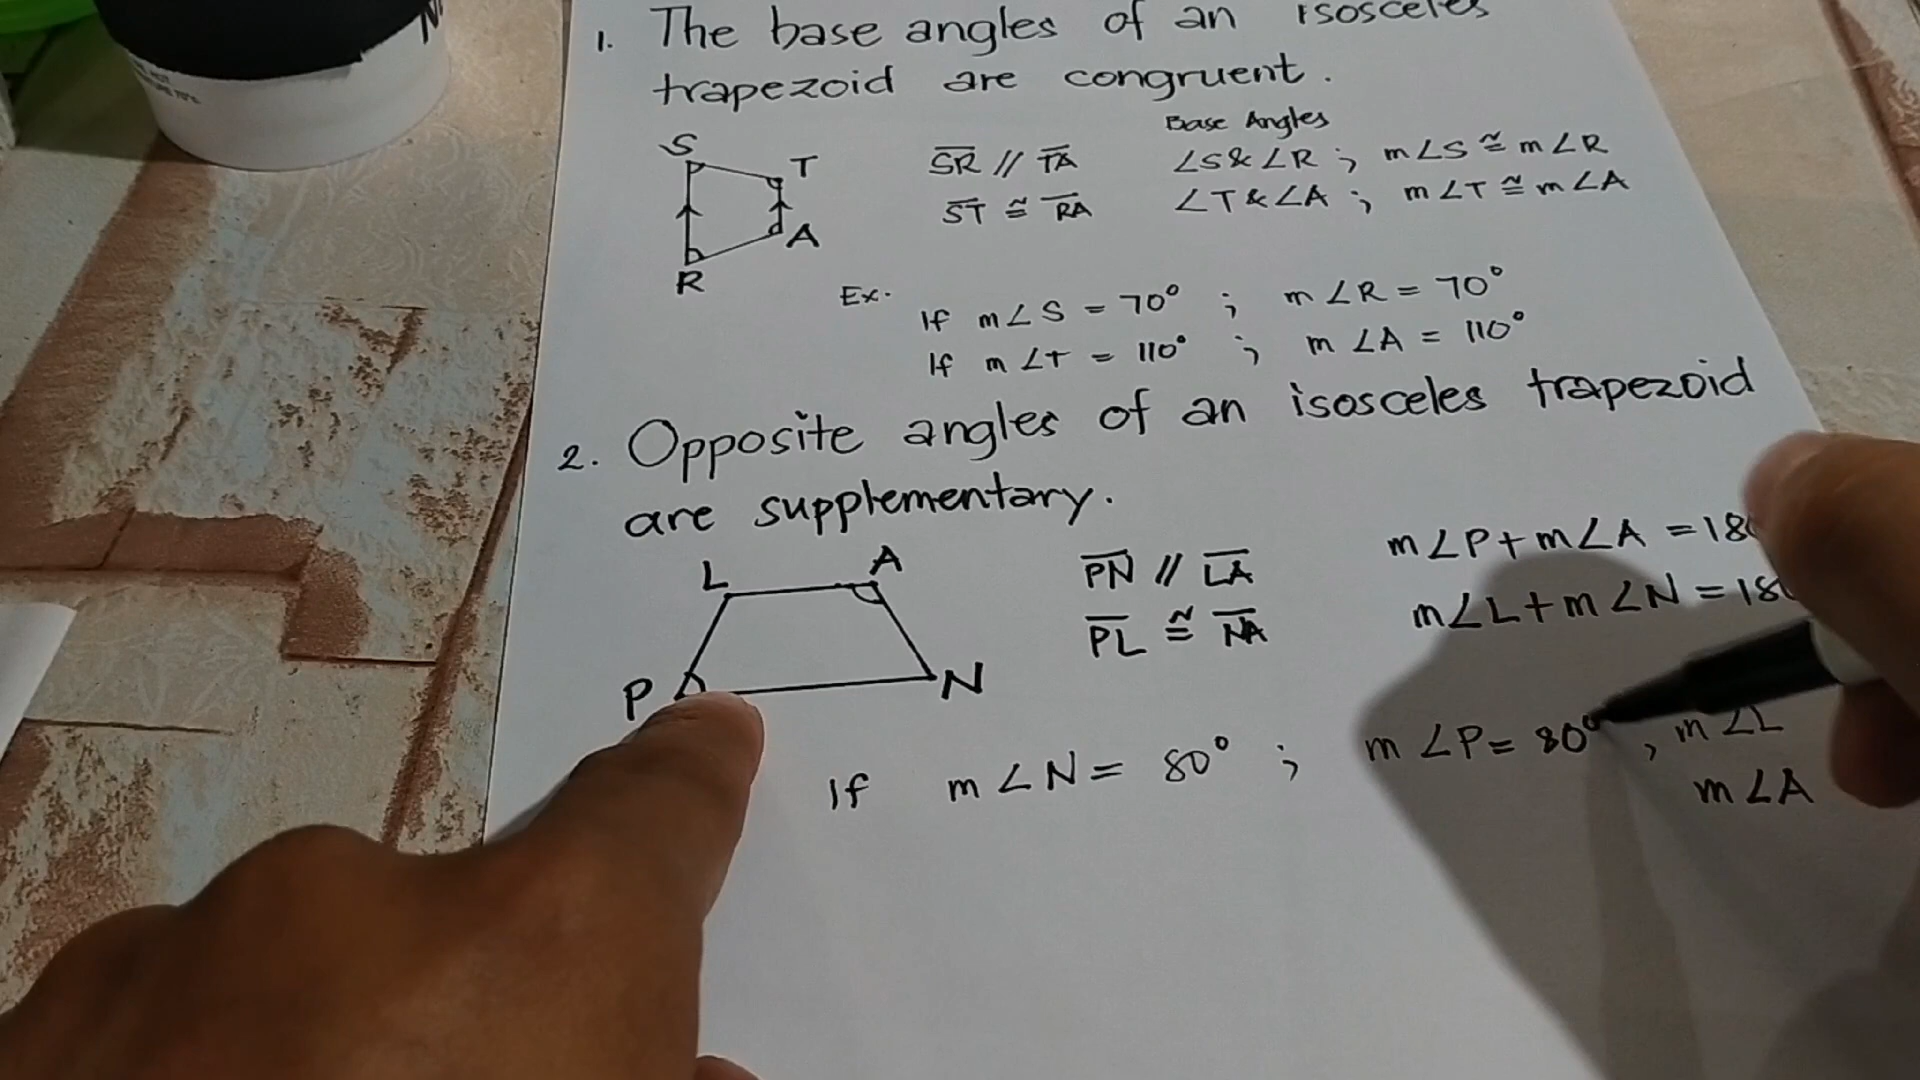 1. The base angles of an isosceles
trapezoid are congruent.
Base Angles
S
T
A
R
SR // TA
∠S & ∠R ; m∠S ≅ m∠R
ST ≅ RA
∠T & ∠A ; m∠T ≅ m∠A
Ex.
If m∠S = 70° ; m∠R = 70°
If m∠T = 110° ; m∠A = 110°
2. Opposite angles of an isosceles trapezoid
are supplementary.
L
A
P
N
PN // LA
m∠P + m∠A = 18
PL ≅ NA
m∠L + m∠N = 18
If m∠N = 80° ; m∠P = 80° , m∠L
m∠A